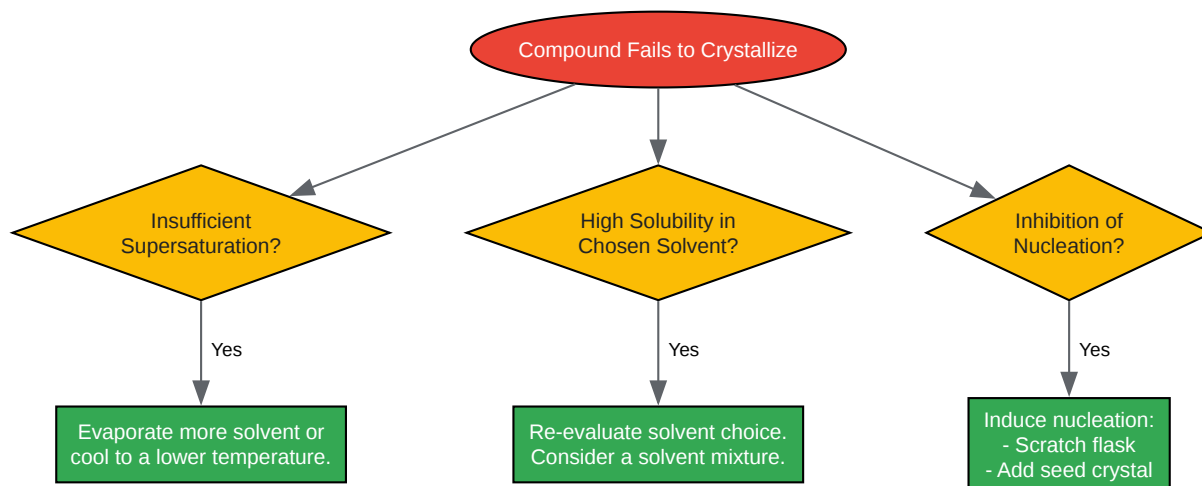 Compound Fails to Crystallize
Insufficient
Supersaturation?
High Solubility in
Chosen Solvent?
Inhibition of
Nucleation?
Yes
Yes
Yes
Evaporate more solvent or
cool to a lower temperature.
Re-evaluate solvent choice.
Consider a solvent mixture.
Induce nucleation:
- Scratch flask
- Add seed crystal